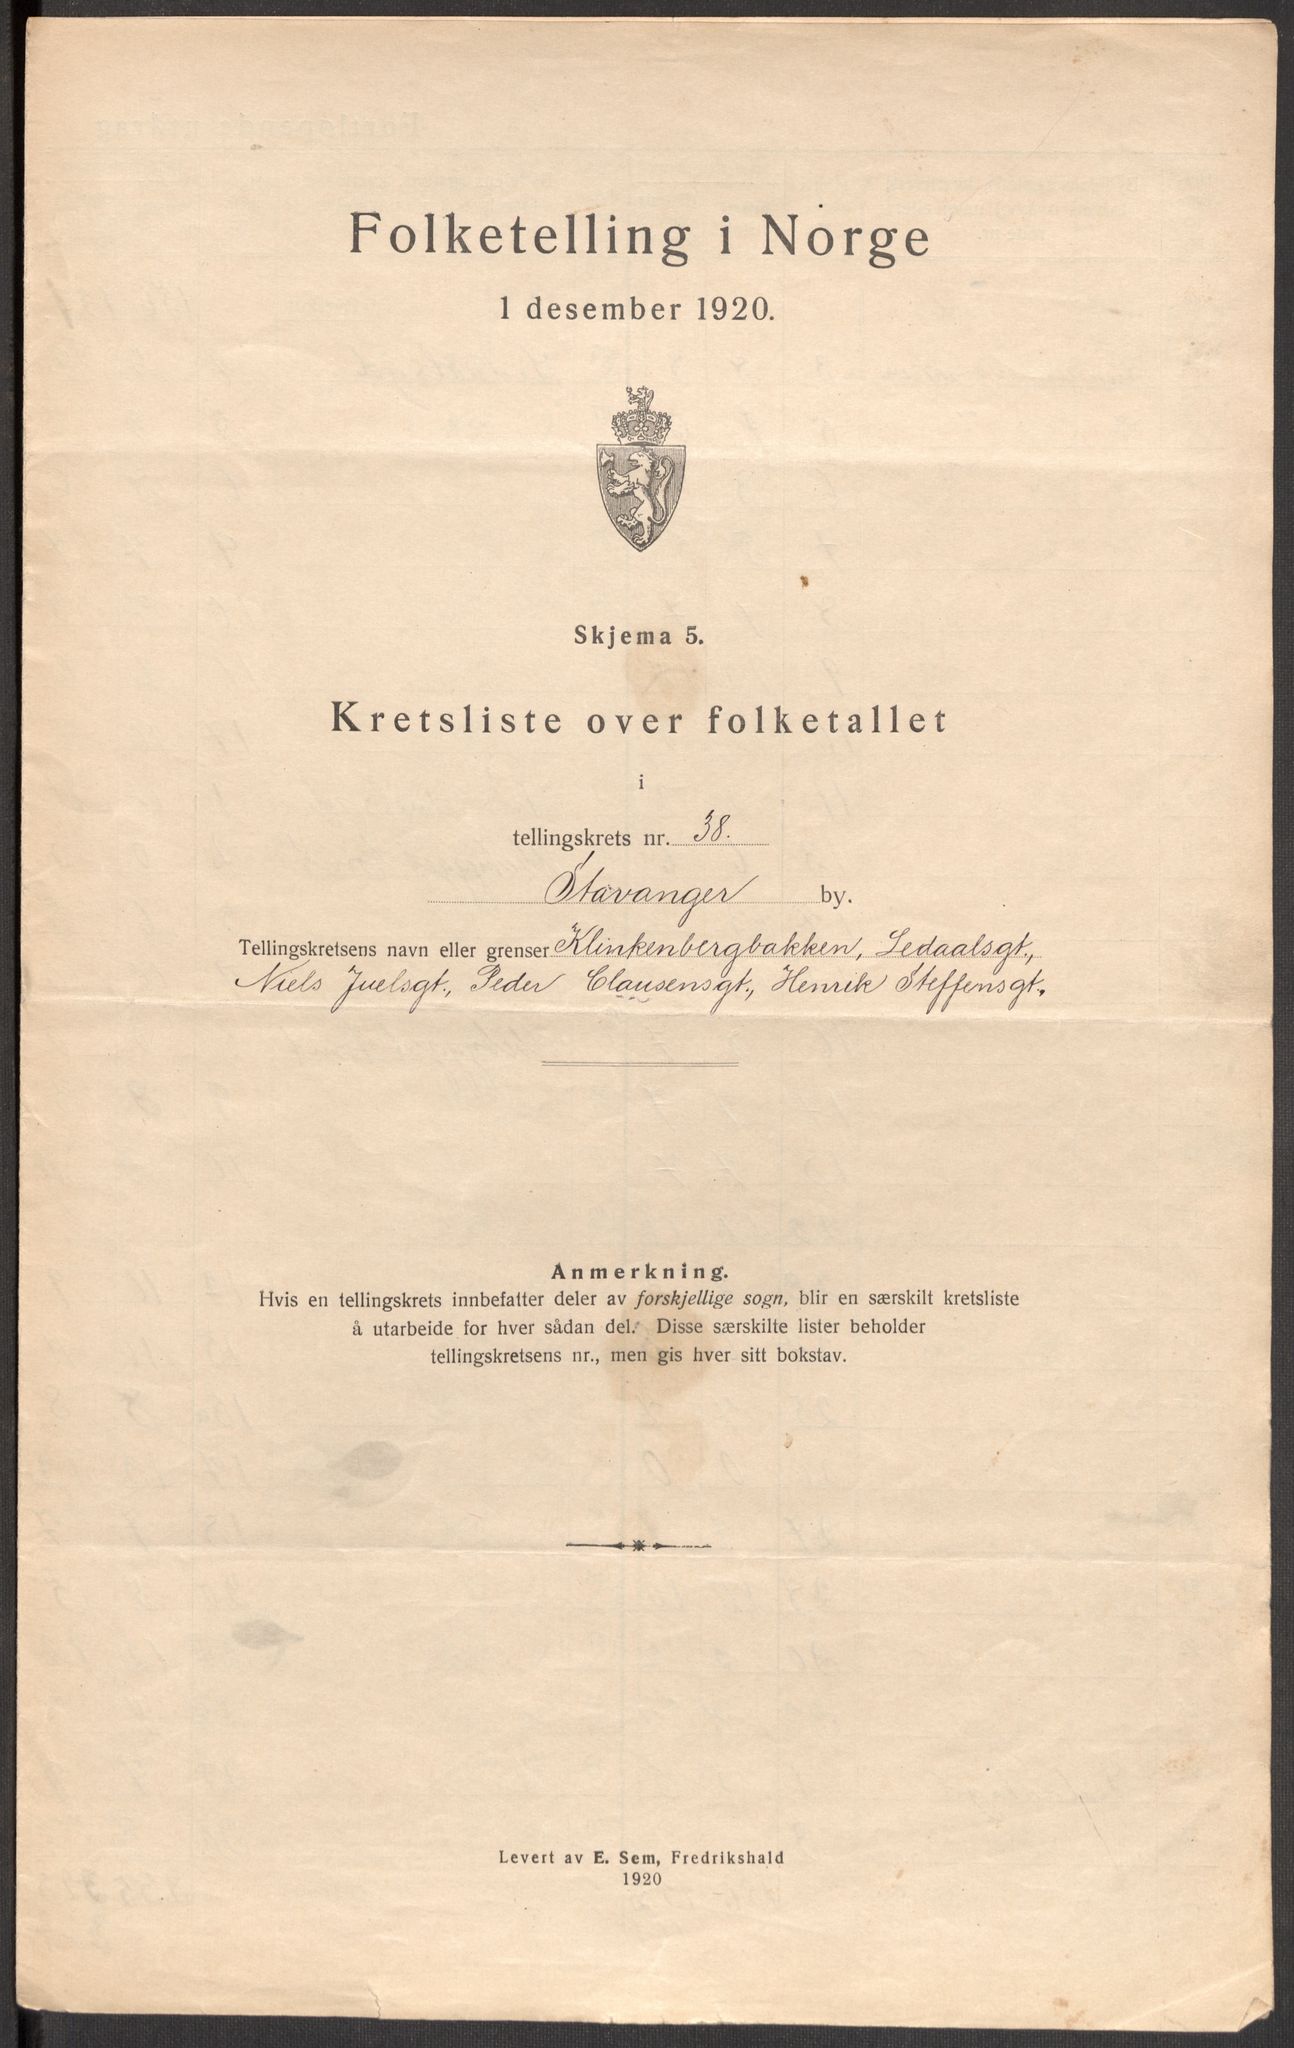 Folketelling i Norge
1 desember 1920.
Skjema 5.
Kretsliste over folketallet
i
tellingskrets nr. 38.
Stavanger by.
Tellingskretsens navn eller grenser Klinkenbergbakken, Ledaalsgt.,
Niels Juelsgt., Peder Clausensgt., Henrik Steffensgt.
Anmerkning.
Hvis en tellingskrets innbefatter deler av forskjellige sogn, blir en særskilt kretsliste
å utarbeide for hver sådan del. Disse særskilte lister beholder
tellingskretsens nr., men gis hver sitt bokstav.
Levert av E. Sem, Fredrikshald
1920